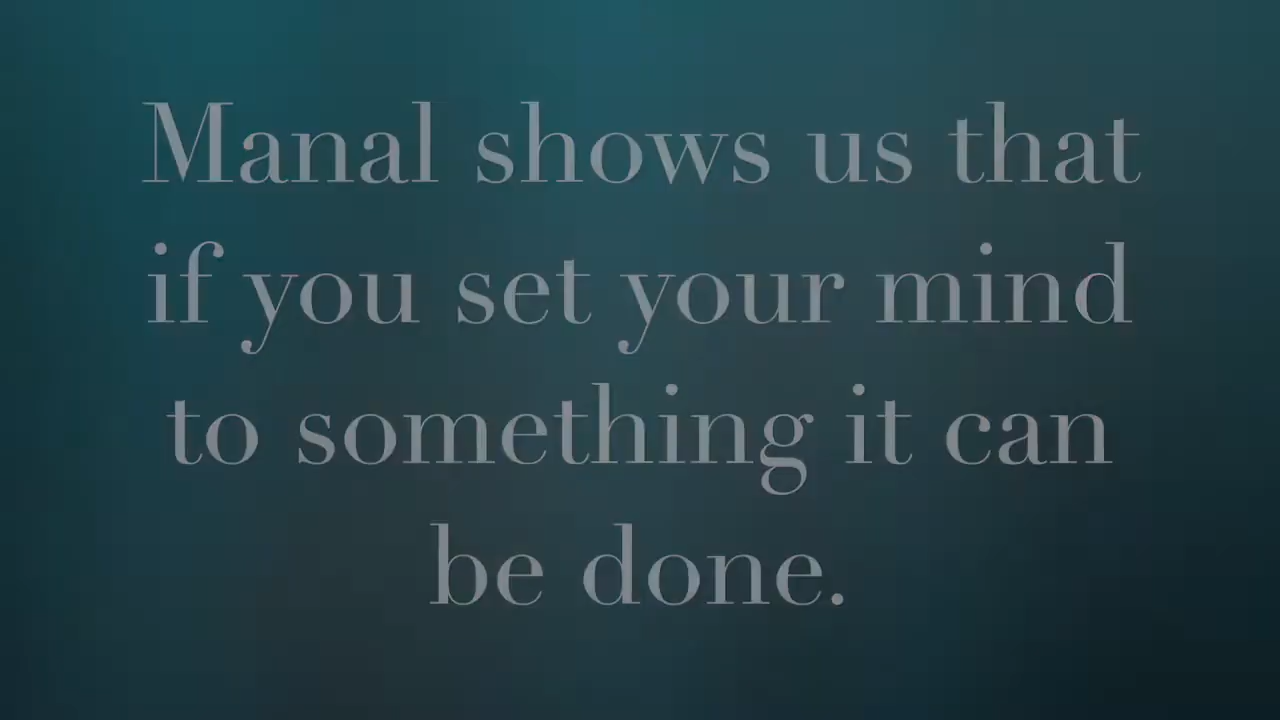 Manal shows us that
if you set your mind
to something it can
be done.